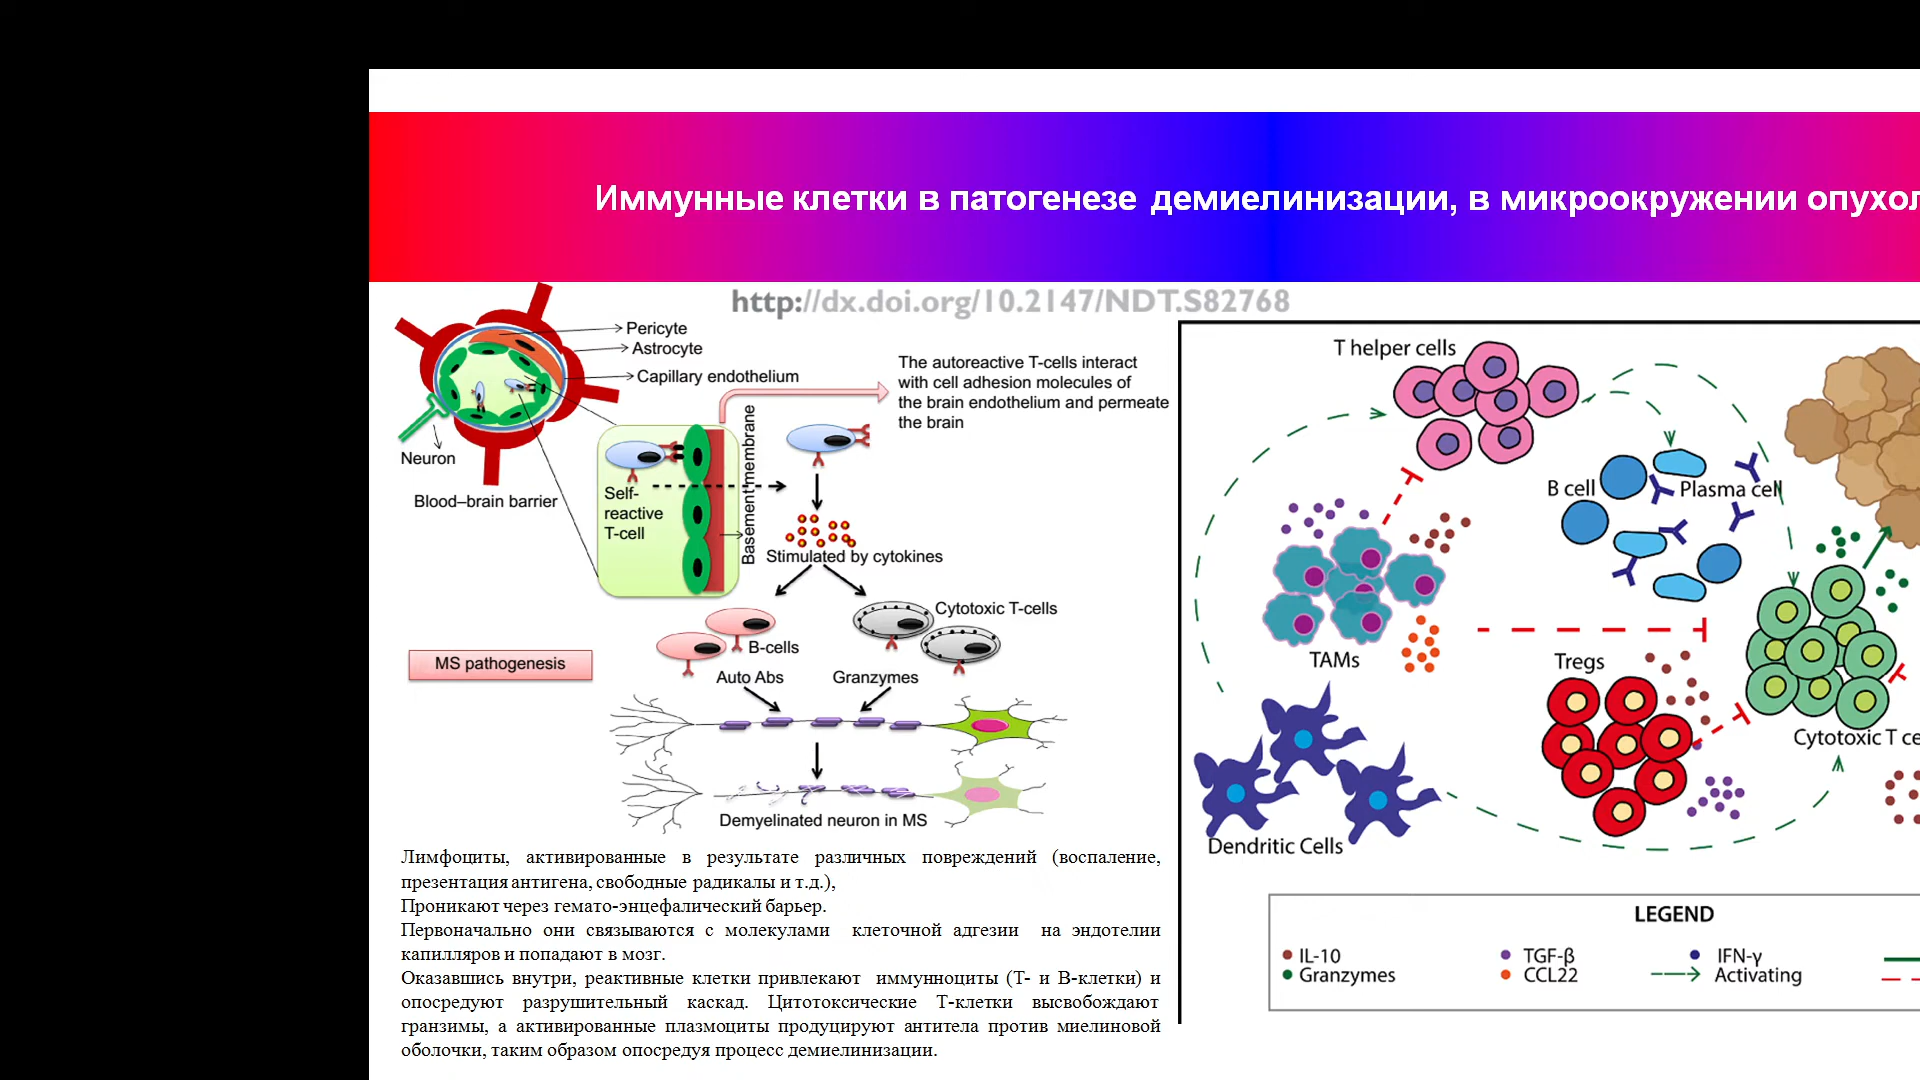 Иммунные клетки в патогенезе демиелинизации, в микроокружении
http://dx.doi.org/10.2147/NDT.S82768
Pericyte
Astrocyte
Capillary endothelium
Neuron
Blood–brain barrier
Self-
reactive
T-cell
Basement membrane
The autoreactive T-cells interact
with cell adhesion molecules of
the brain endothelium and permeate
the brain
Stimulated by cytokines
Cytotoxic T-cells
B-cells
Auto Abs
Granzymes
MS pathogenesis
Demyelinated neuron in MS
Лимфоциты, активированные в результате различных повреждений (воспаление,
презентация антигена, свободные радикалы и т.д.),
Проникают через гемато-энцефалический барьер.
Первоначально они связываются с молекулами клеточной адгезии на эндотелии
капилляров и попадают в мозг.
Оказавшись внутри, реактивные клетки привлекают иммунноциты (Т- и В-клетки) и
опосредуют разрушительный каскад. Цитотоксические Т-клетки высвобождают
гранзимы, а активированные плазмоциты продуцируют антитела против миелиновой
оболочки, таким образом опосредуя процесс демиелинизации.
T helper cells
B cell
Plasma cell
TAMs
Tregs
Cytotoxic T
Dendritic Cells
LEGEND
IL-10
TGF-β
IFN-γ
Granzymes
CCL22
Activating